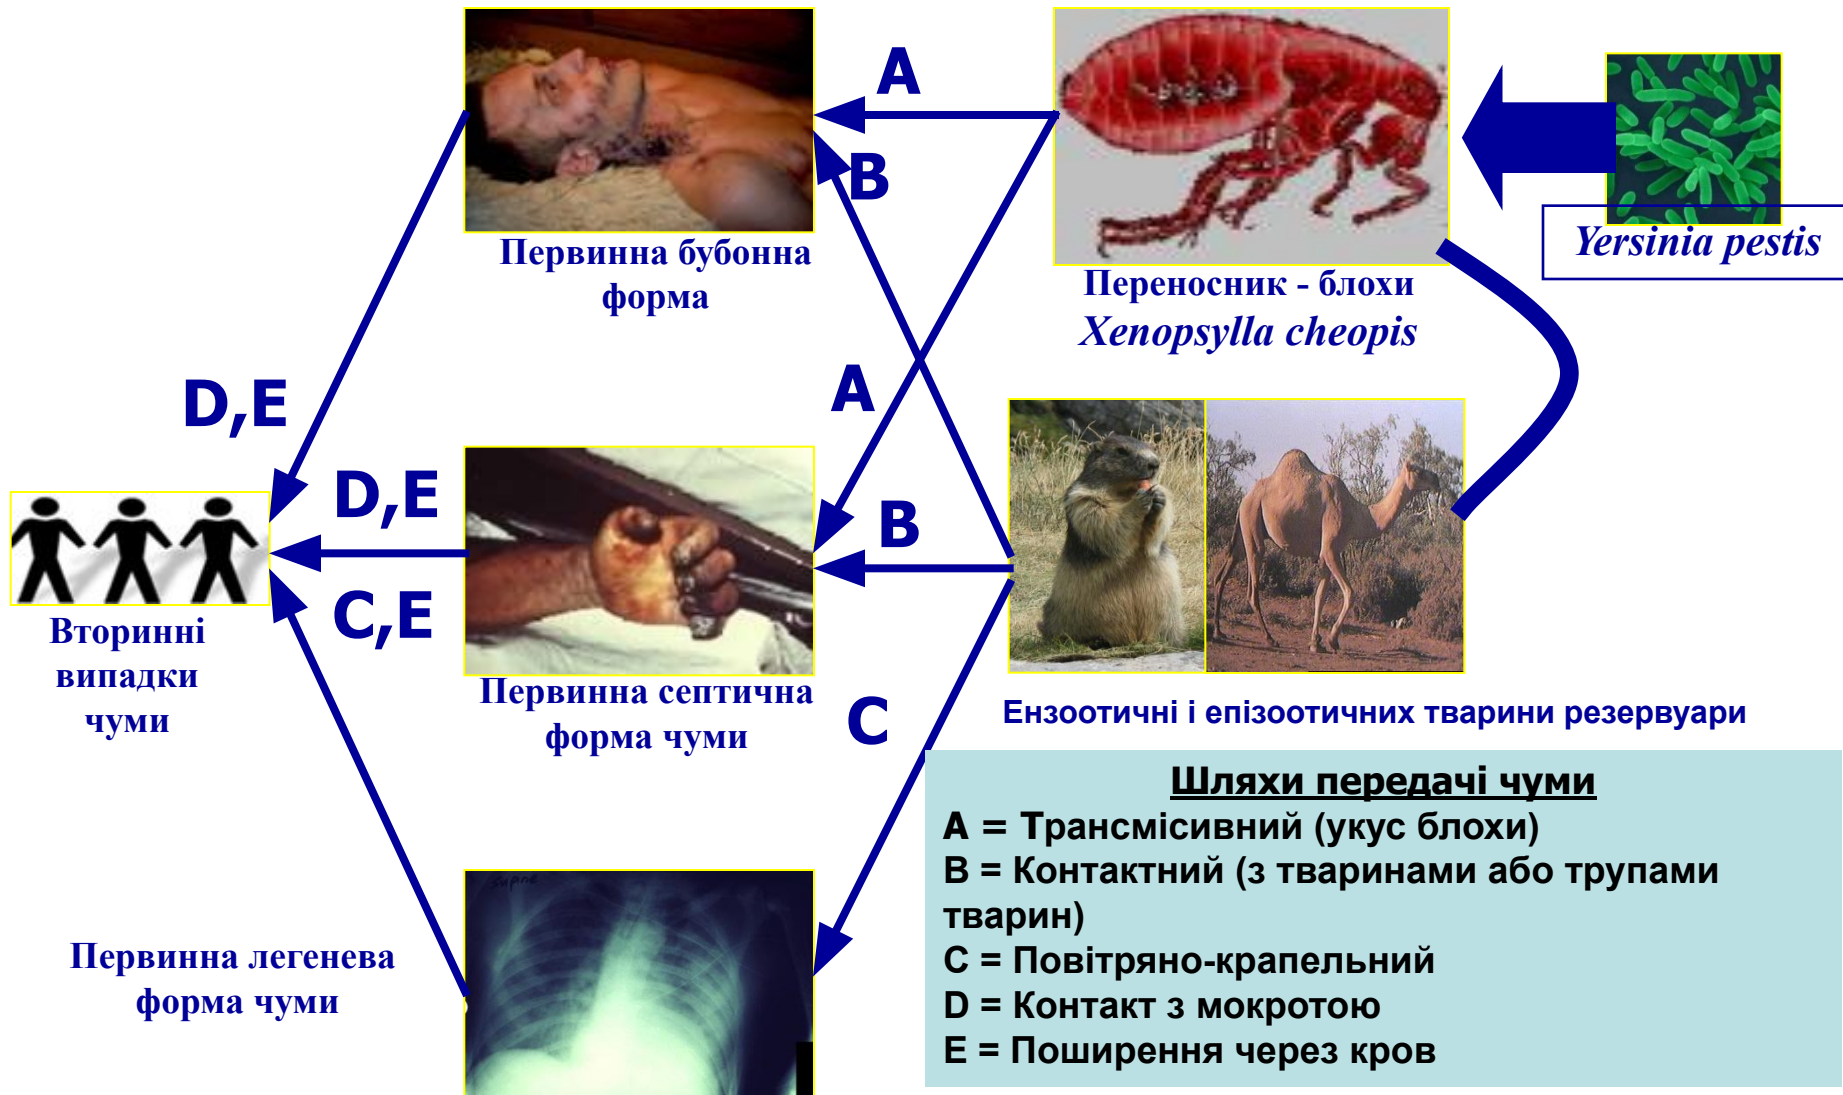 A
B
Первинна бубонна
форма
Переносник - блохи
Xenopsylla cheopis
Yersinia pestis
D,E
A
D,E
B
C,E
Вторинні
випадки
чуми
Первинна септична
форма чуми
C
Ензоотичні і епізоотичних тварини резервуари
Первинна легенева
форма чуми
Шляхи передачі чуми
A = Трансмісивний (укус блохи)
B = Контактний (з тваринами або трупами
тварин)
C = Повітряно-крапельний
D = Контакт з мокротою
E = Поширення через кров